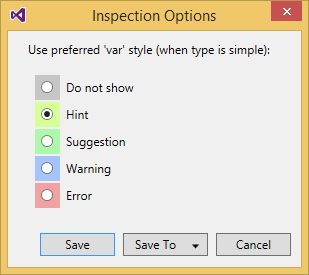 Inspection Options
Use preferred 'var' style (when type is simple):
Do not show
Hint
Suggestion
Warning
Error
Save
Save To
Cancel